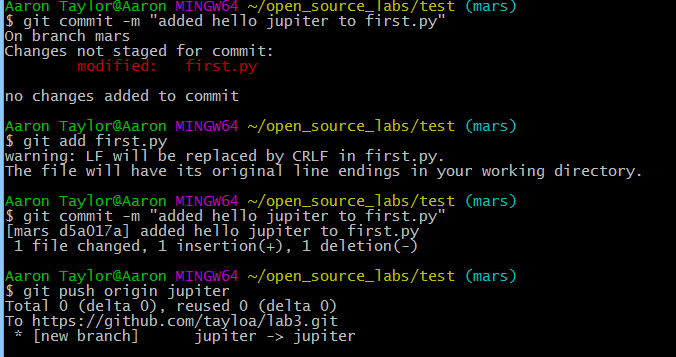 Aaron Taylor@Aaron MINGW64 ~/open_source_labs/test (mars)
$ git commit -m "added hello jupiter to first.py"
On branch mars
Changes not staged for commit:
        modified:   first.py

no changes added to commit

Aaron Taylor@Aaron MINGW64 ~/open_source_labs/test (mars)
$ git add first.py
warning: LF will be replaced by CRLF in first.py.
The file will have its original line endings in your working directory.

Aaron Taylor@Aaron MINGW64 ~/open_source_labs/test (mars)
$ git commit -m "added hello jupiter to first.py"
[mars d5a017a] added hello jupiter to first.py
 1 file changed, 1 insertion(+), 1 deletion(-)

Aaron Taylor@Aaron MINGW64 ~/open_source_labs/test (mars)
$ git push origin jupiter
Total 0 (delta 0), reused 0 (delta 0)
To https://github.com/tayloa/lab3.git
 * [new branch]      jupiter -> jupiter